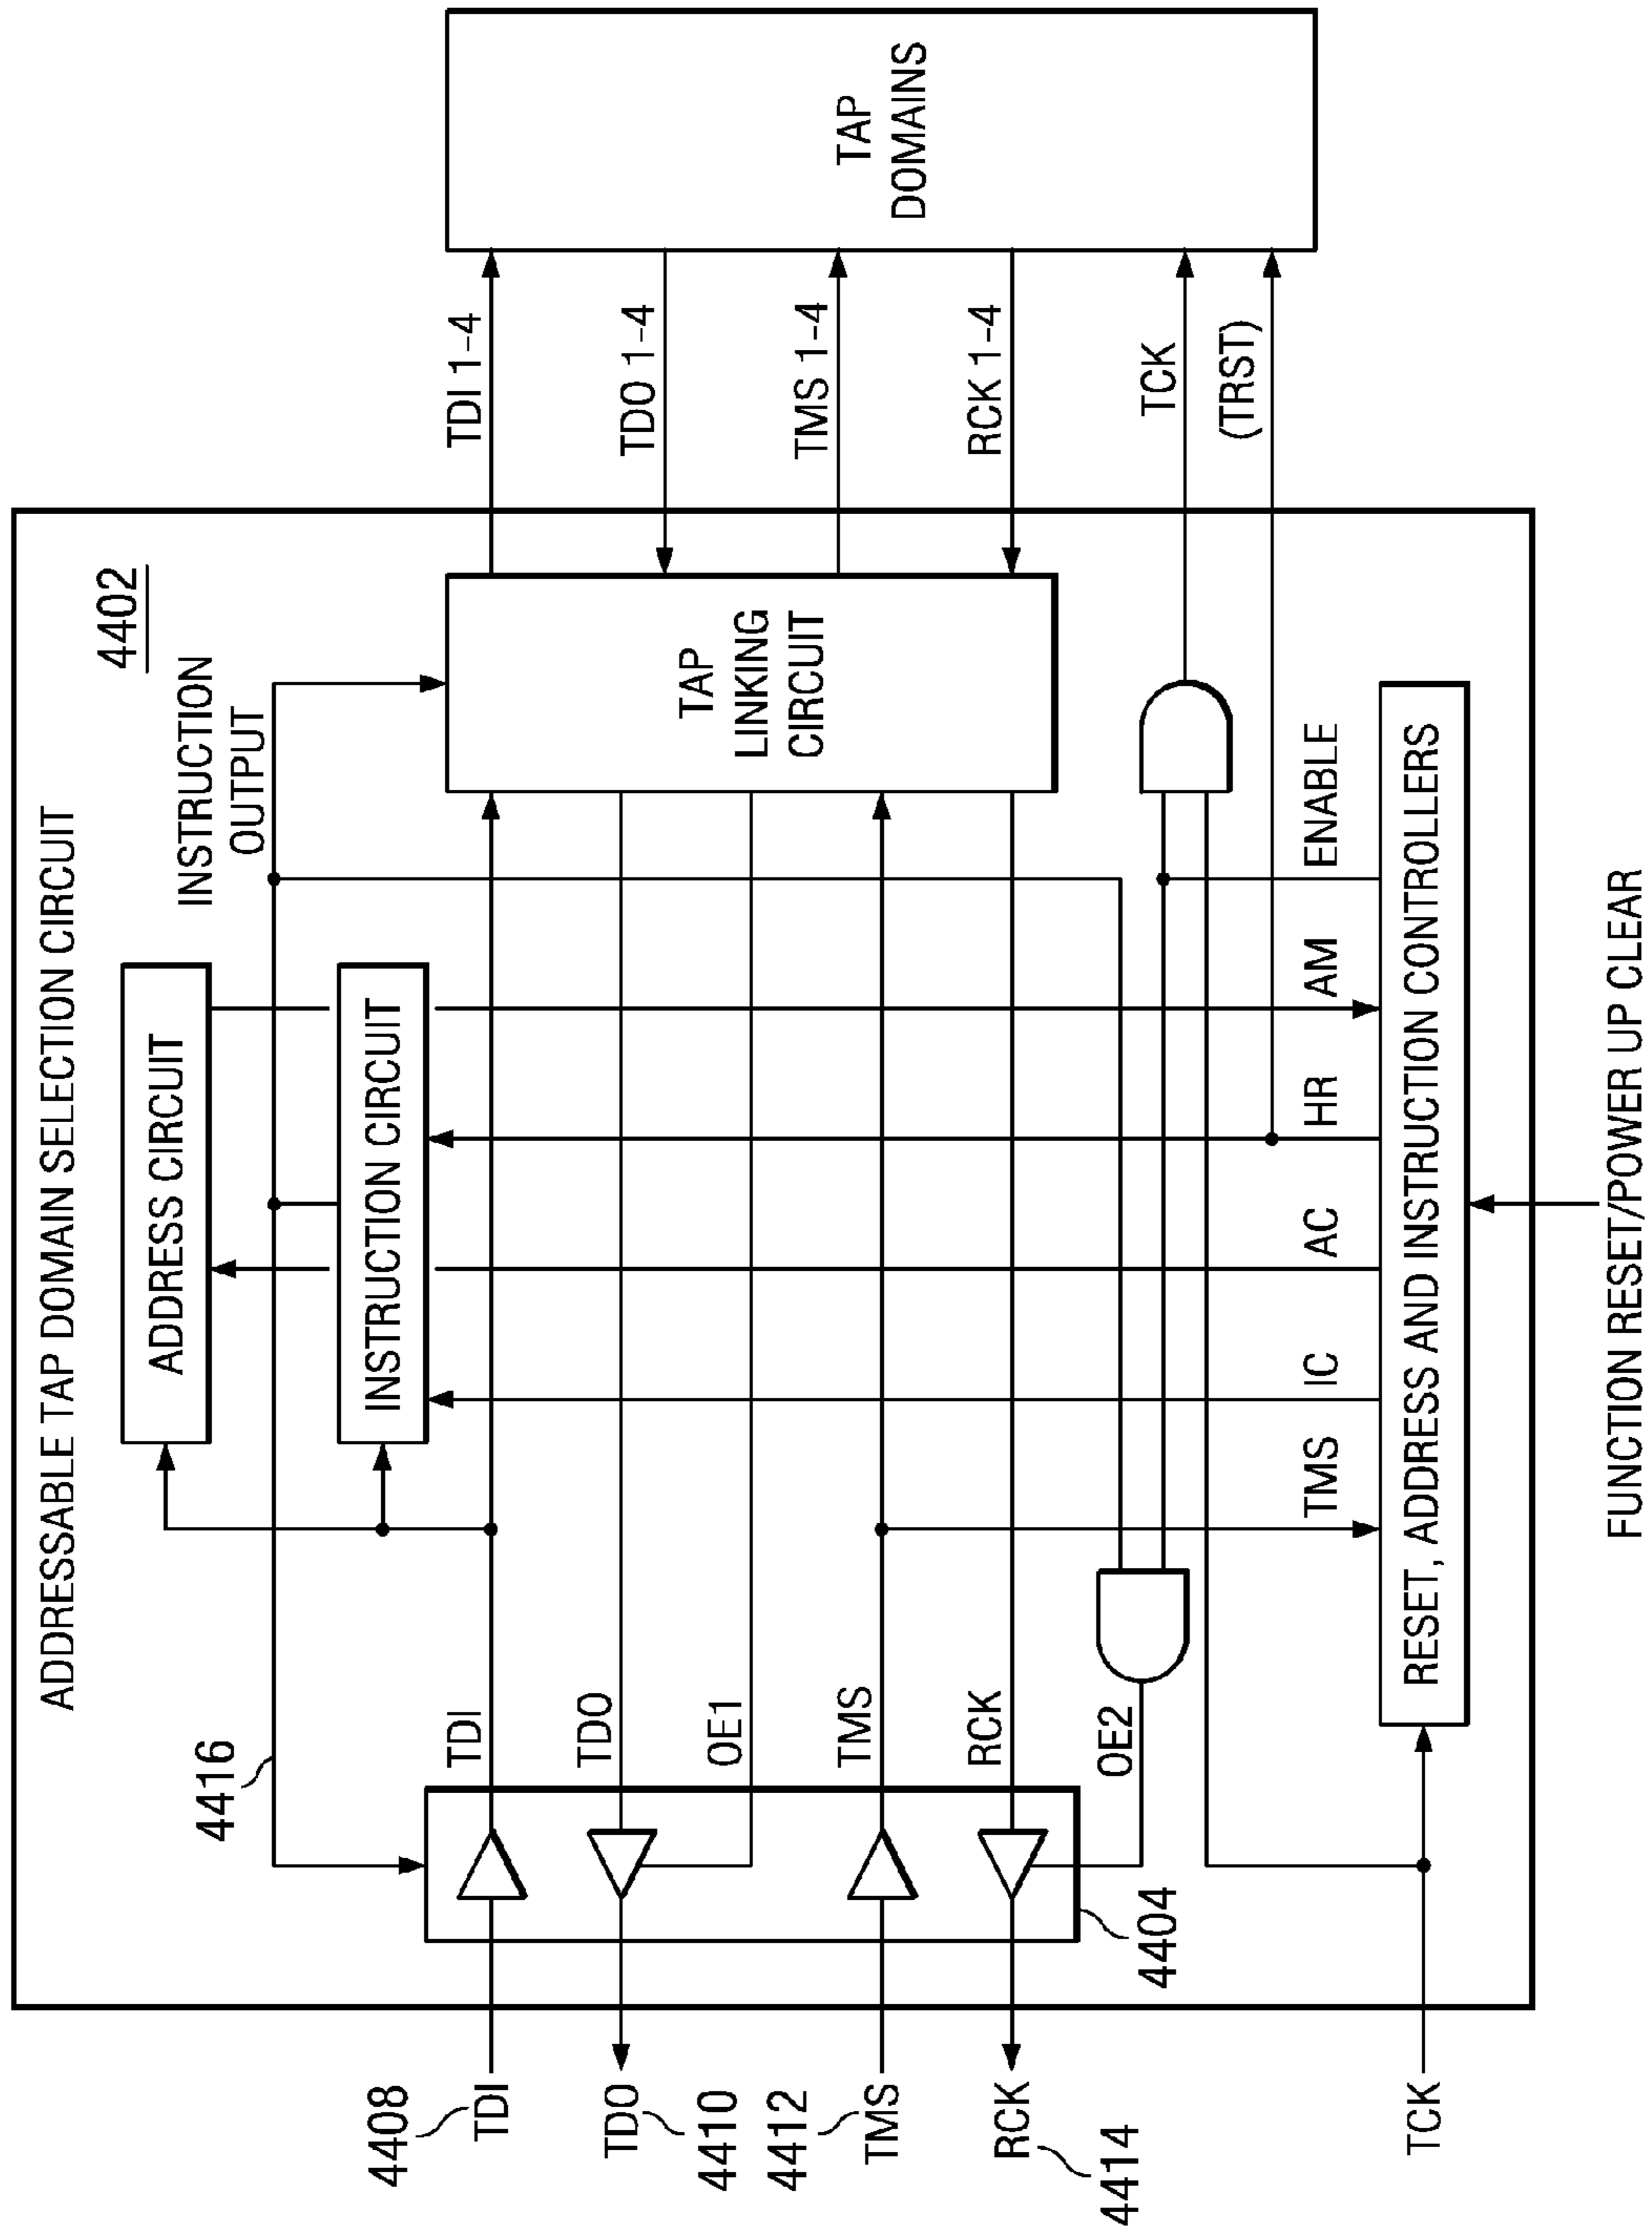 ADDRESSABLE TAP DOMAIN SELECTION CIRCUIT
4402
4416
ADDRESS CIRCUIT
INSTRUCTION
OUTPUT
INSTRUCTION CIRCUIT
4408
TDI
TDI
TDI 1-4
TDO
4410
TDO
TDO 1-4
OE1
TAP
LINKING
CIRCUIT
TAP
DOMAINS
4412
TMS
TMS
TMS 1-4
RCK
4414
RCK
RCK 1-4
OE2
4404
TCK
(TRST)
TMS
IC
AC
HR
AM
ENABLE
TCK
RESET, ADDRESS AND INSTRUCTION CONTROLLERS
FUNCTION RESET/POWER UP CLEAR